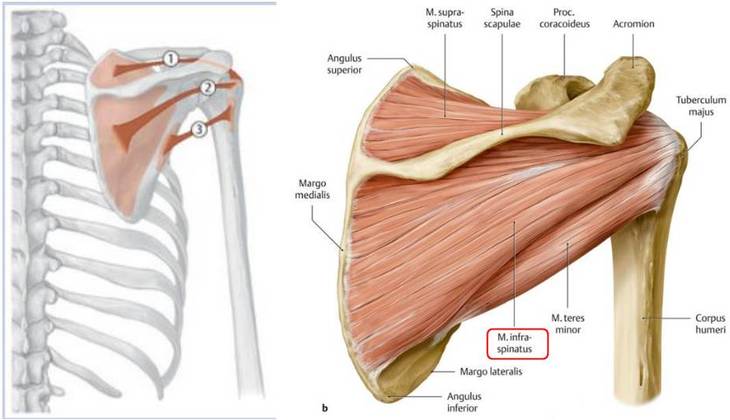 1
2
3
M. supra-
spinatus
Spina
scapulae
Proc.
coracoideus
Acromion
Angulus
superior
Tuberculum
majus
Margo
medialis
M. infra-
spinatus
M. teres
minor
Corpus
humeri
Margo lateralis
Angulus
inferior
b